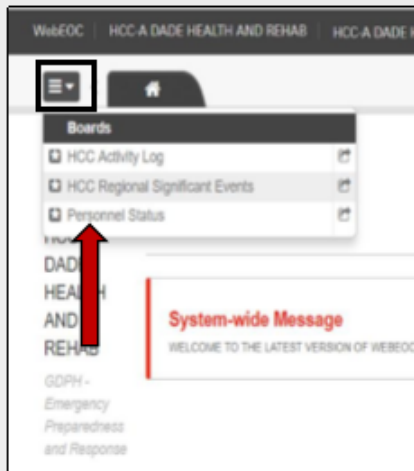 WebEOC HCC-A DADE HEALTH AND REHAB HCC-A DADE H
Boards
HCC Activity Log
HCC Regional Significant Events
Personnel Status
DADE
HEALTH
AND
REHAB
System-wide Message
WELCOME TO THE LATEST VERSION OF WEBEOC
GDPH -
Emergency
Preparedness
and Response